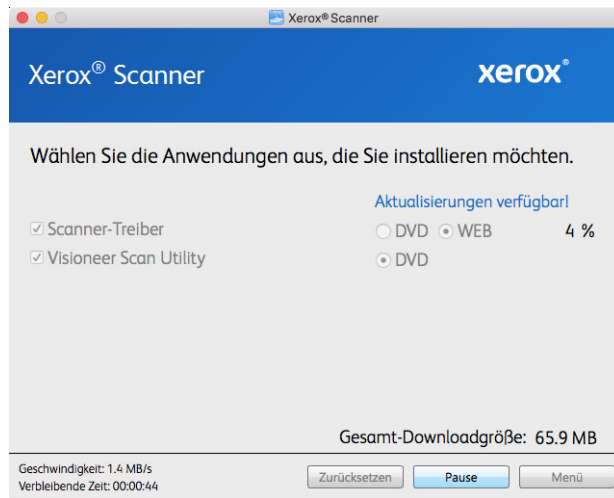 Xerox® Scanner
Xerox® Scanner
xerox®
Wählen Sie die Anwendungen aus, die Sie installieren möchten.
Aktualisierungen verfügbar!
Scanner-Treiber DVD WEB 4 %
Visioneer Scan Utility DVD
Gesamt-Downloadgröße: 65.9 MB
Geschwindigkeit: 1.4 MB/s
Verbleibende Zeit: 00:00:44
Zurücksetzen Pause Menü